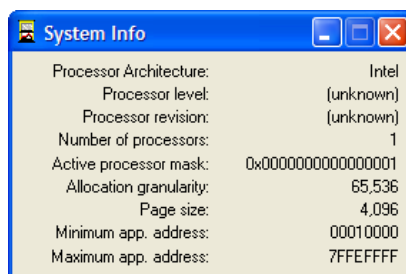 System Info
Processor Architecture: Intel
Processor level: (unknown)
Processor revision: (unknown)
Number of processors: 1
Active processor mask: 0x0000000000000001
Allocation granularity: 65,536
Page size: 4,096
Minimum app. address: 00010000
Maximum app. address: 7FFEFFFF